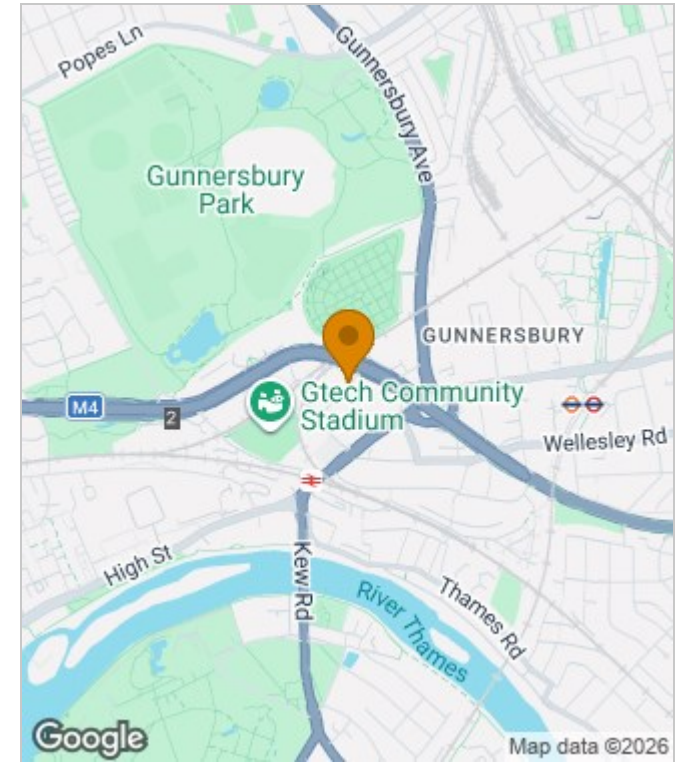 Popes Ln
Gunnersbury Ave
Gunnersbury
Park
GUNNERSBURY
M4
2
Gtech Community
Stadium
Wellesley Rd
High St
Kew Rd
River Thames
Thames Rd
Google
Map data ©2026